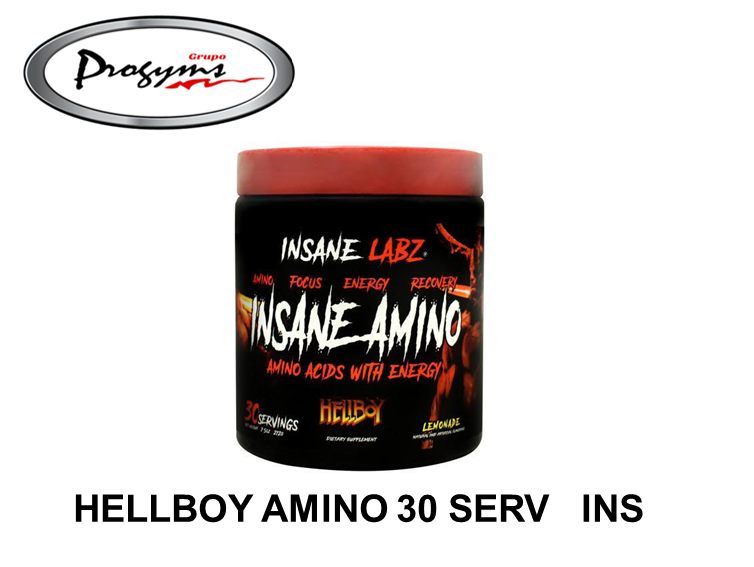 Grupo
Progyms
INSANE LABZ
AMINO FOCUS ENERGY RECOVERY
INSANE AMINO
AMINO ACIDS WITH ENERGY
30 SERVINGS
HELLBOY
LEMONADE
DIETARY SUPPLEMENT
HELLBOY AMINO 30 SERV INS